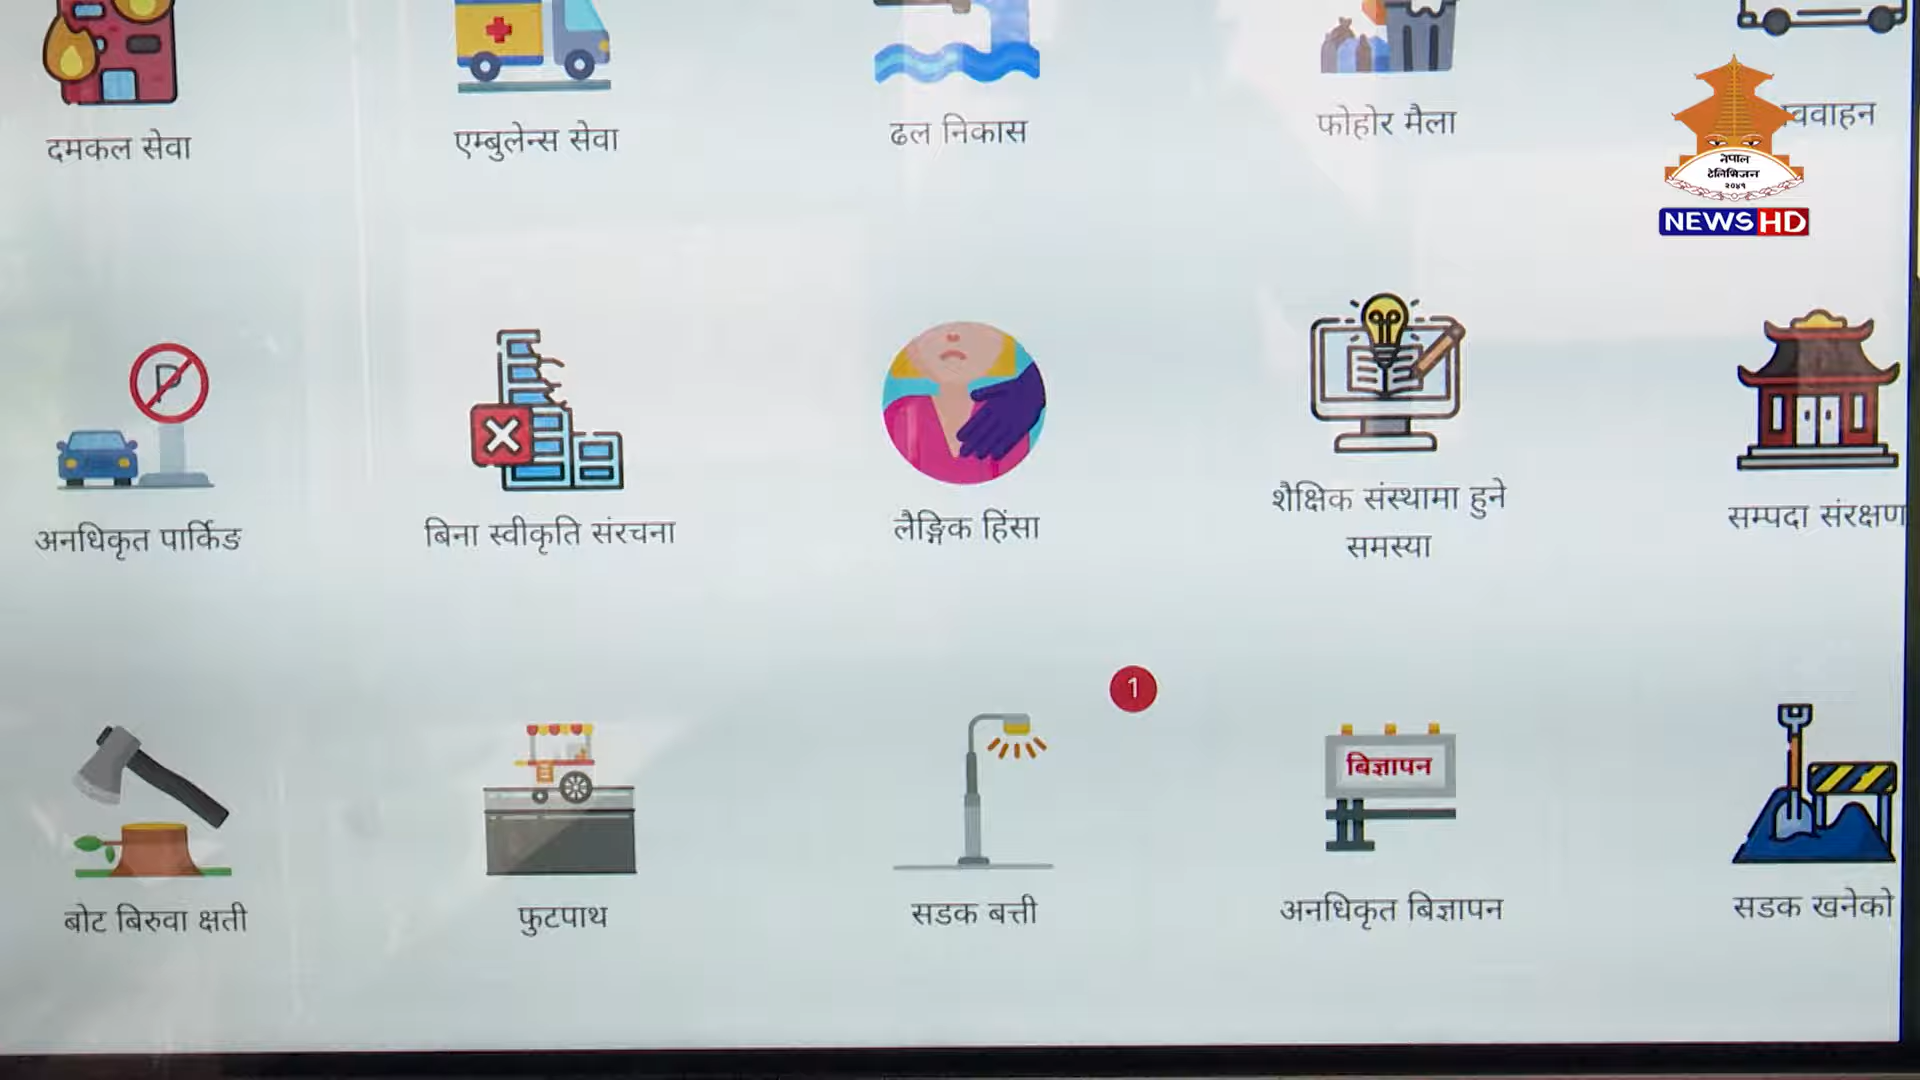 दमकल सेवा
एम्बुलेन्स सेवा
ढल निकास
फोहोर मैला
नेपाल
टेलिभिजन
२०४१
NEWS HD
P
अनधिकृत पार्किङ
बिना स्वीकृति संरचना
लैङ्गिक हिंसा
शैक्षिक संस्थामा हुने
समस्या
सम्पदा संरक्षण
1
विज्ञापन
बोट बिरुवा क्षती
फुटपाथ
सडक बत्ती
अनधिकृत बिज्ञापन
सडक खनेको